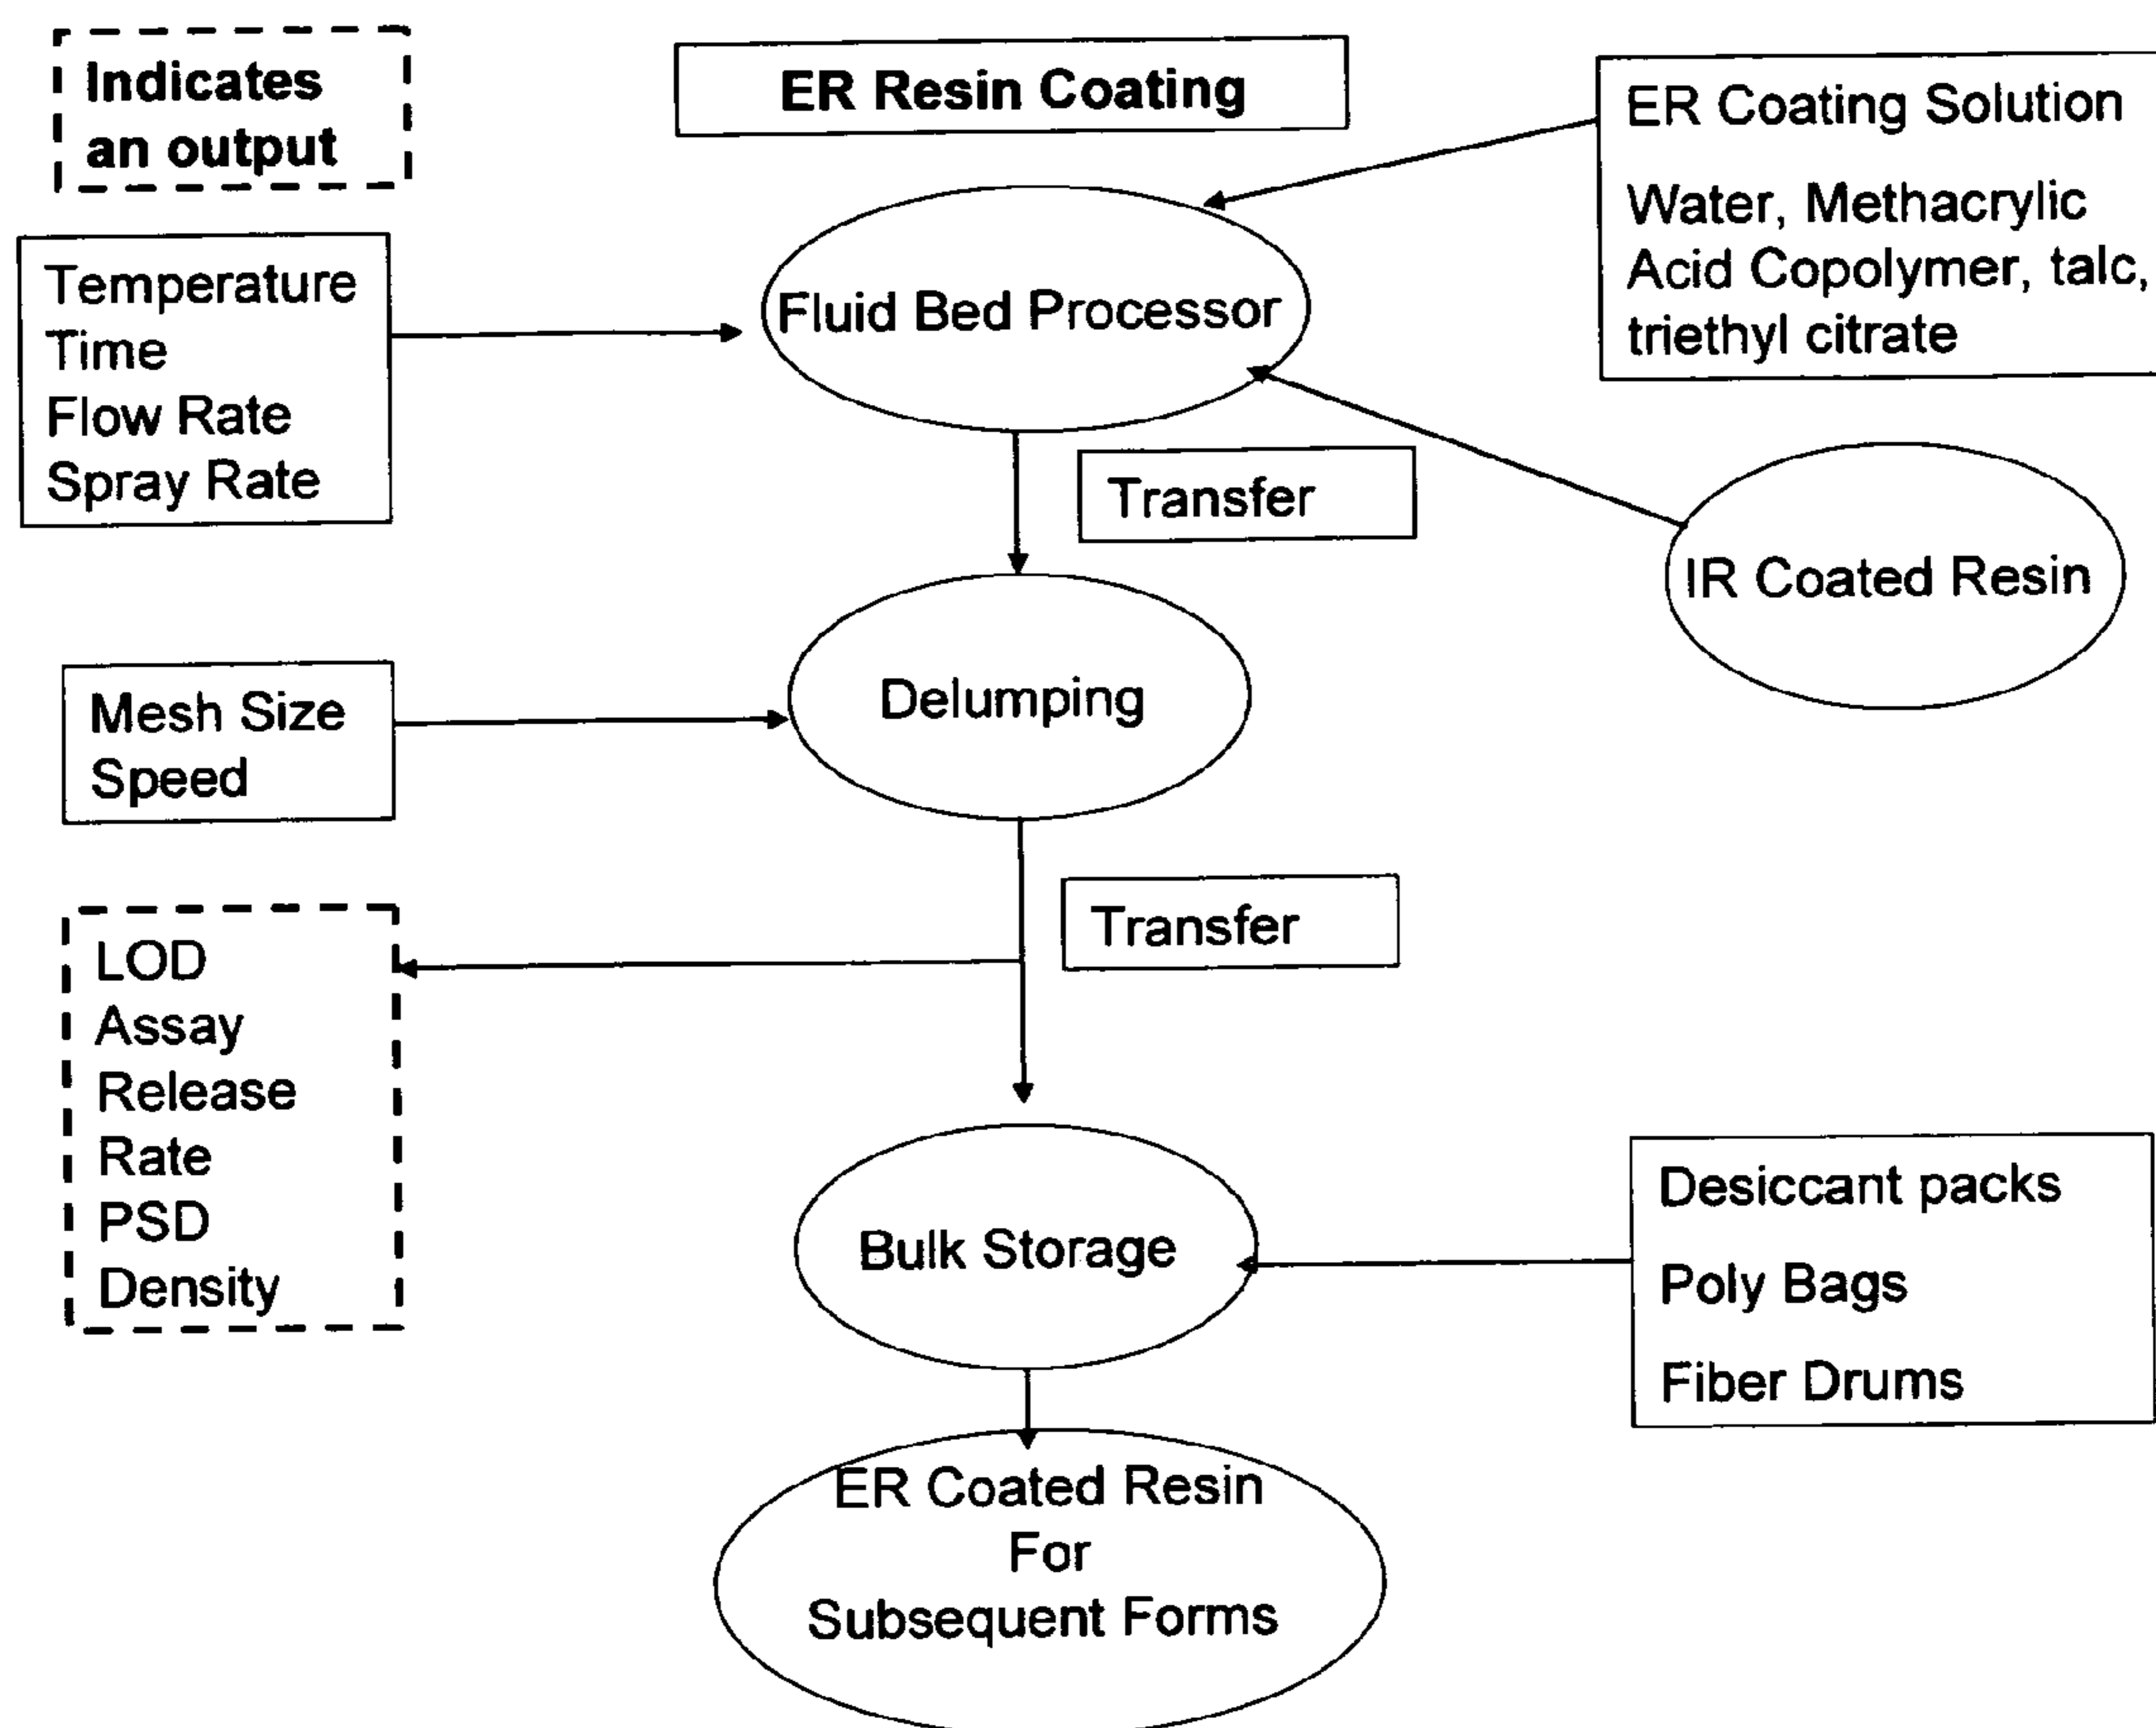 Indicates
an output
ER Resin Coating
ER Coating Solution
Water, Methacrylic
Acid Copolymer, talc,
triethyl citrate
Temperature
Time
Flow Rate
Spray Rate
Fluid Bed Processor
Transfer
IR Coated Resin
Delumping
Mesh Size
Speed
Transfer
LOD
Assay
Release
Rate
PSD
Density
Bulk Storage
Desiccant packs
Poly Bags
Fiber Drums
ER Coated Resin
For
Subsequent Forms